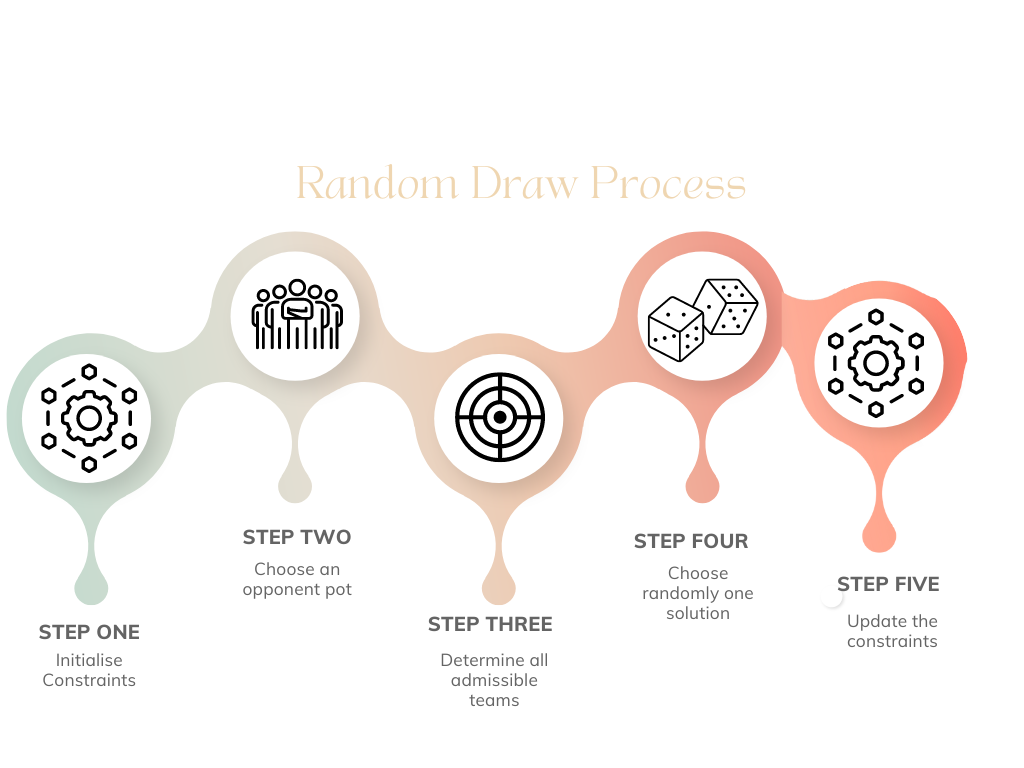 Random Draw Process
STEP ONE
Initialise
Constraints
STEP TWO
Choose an
opponent pot
STEP THREE
Determine all
admissible
teams
STEP FOUR
Choose
randomly one
solution
STEP FIVE
Update the
constraints